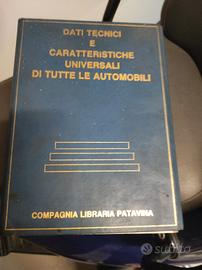 DATI TECNICI
E
CARATTERISTICHE
UNIVERSALI
DI TUTTE LE AUTOMOBILI
COMPAGNIA LIBRARIA PATAVINA
subito